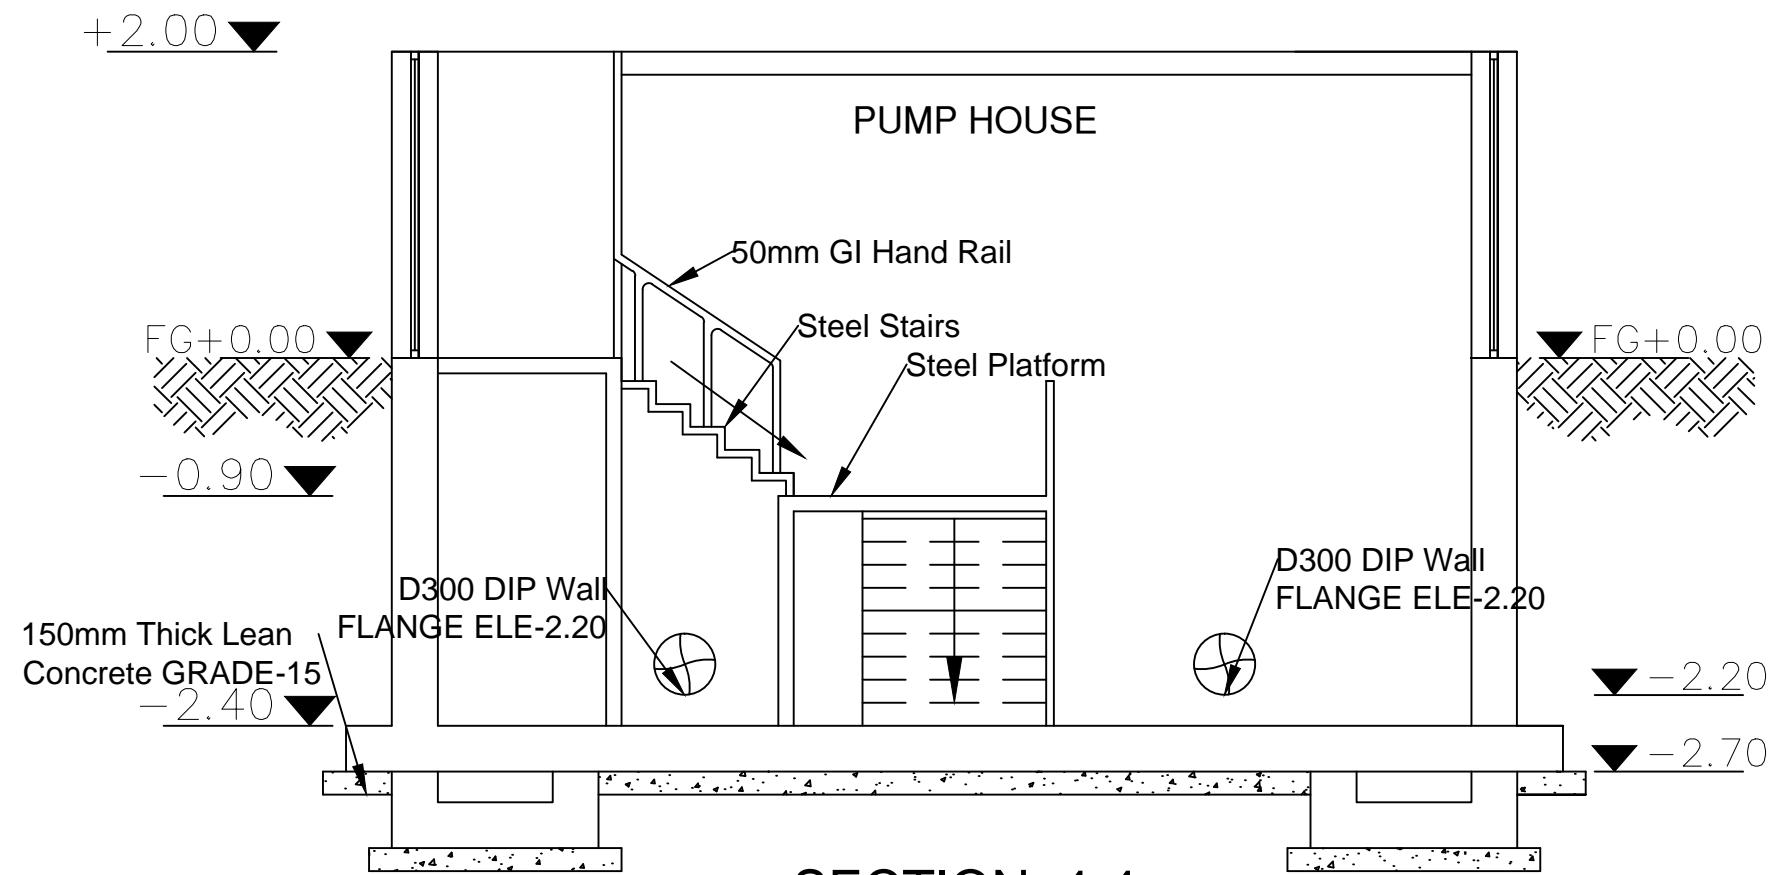 +2.00
PUMP HOUSE
50mm GI Hand Rail
Steel Stairs
FG+0.00
FG+0.00
Steel Platform
-0.90
D300 DIP Wall
FLANGE ELE-2.20
D300 DIP Wall
FLANGE ELE-2.20
150mm Thick Lean
Concrete GRADE-15
-2.40
-2.20
-2.70